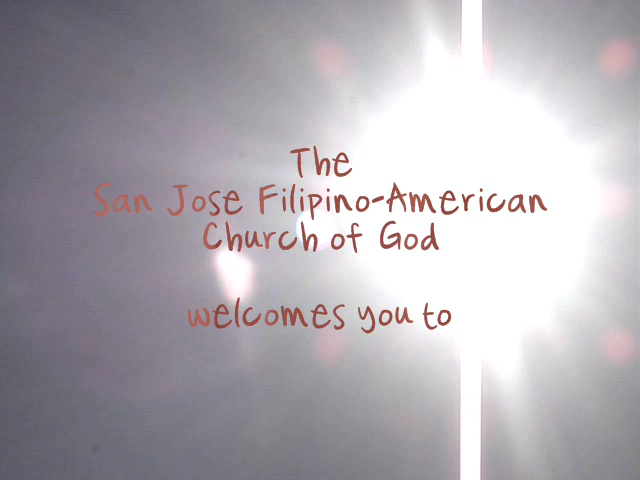 The
San Jose Filipino-American
Church of God
welcomes you to